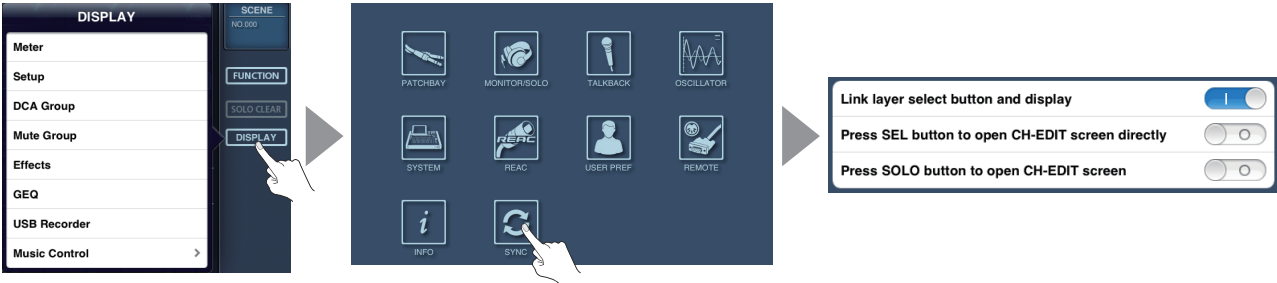 DISPLAY
Meter
Setup
DCA Group
Mute Group
Effects
GEQ
USB Recorder
Music Control
SCENE
NO.000
FUNCTION
SOLO CLEAR
DISPLAY
PATCHBAY
MONITOR/SOLO
TALKBACK
OSCILLATOR
SYSTEM
REAC
REAC
USER PREF
REMOTE
i
INFO
SYNC
Link layer select button and display
Press SEL button to open CH-EDIT screen directly
Press SOLO button to open CH-EDIT screen